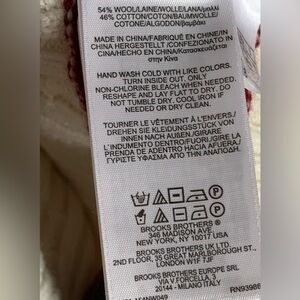 54% WOOL/LAINE/WOLLE/LANA/μαλλί
46% COTTON/COTON/BAUMWOLLE/
COTONE/ALGODON/βαμβάκι
MADE IN CHINA/FABRIQUÉ EN CHINE/IN
CHINA HERGESTELLT /CONFEZIONATO IN
CINA/HECHO EN CHINA/Κατασκευάζεται
στην Κίνα
HAND WASH COLD WITH LIKE COLORS.
TURN INSIDE OUT. ONLY
NON-CHLORINE BLEACH WHEN NEEDED.
RESHAPE AND LAY FLAT TO DRY. DO
NOT TUMBLE DRY. COOL IRON IF
NEEDED OR DRY CLEAN.
TOURNER LE VÊTEMENT À L'ENVERS./
DREHEN SIE KLEIDUNGSSTÜCK VON
INNEN NACH AUSSEN./GIRARE
L'INDUMENTO DENTRO FUORI/GIRAR LA
PRENDA DE ADENTRO HACIA AFUERA./
ΓΥΡΙΣΤΕ ΥΦΑΣΜΑ ΑΠΟ ΤΗΝ ΑΝΑΠΟΔΗ.
BROOKS BROTHERS ®
346 MADISON AVE
NEW YORK, NY 10017
BROOKS BROTHERS UK LTD.
2ND FLOOR, 35 GREAT MARLBOROUGH ST.,
LONDON W1F 7JF
BROOKS BROTHERS EUROPE SRL
VIA V FORCELLA, 3
20144 - MILANO ITALY